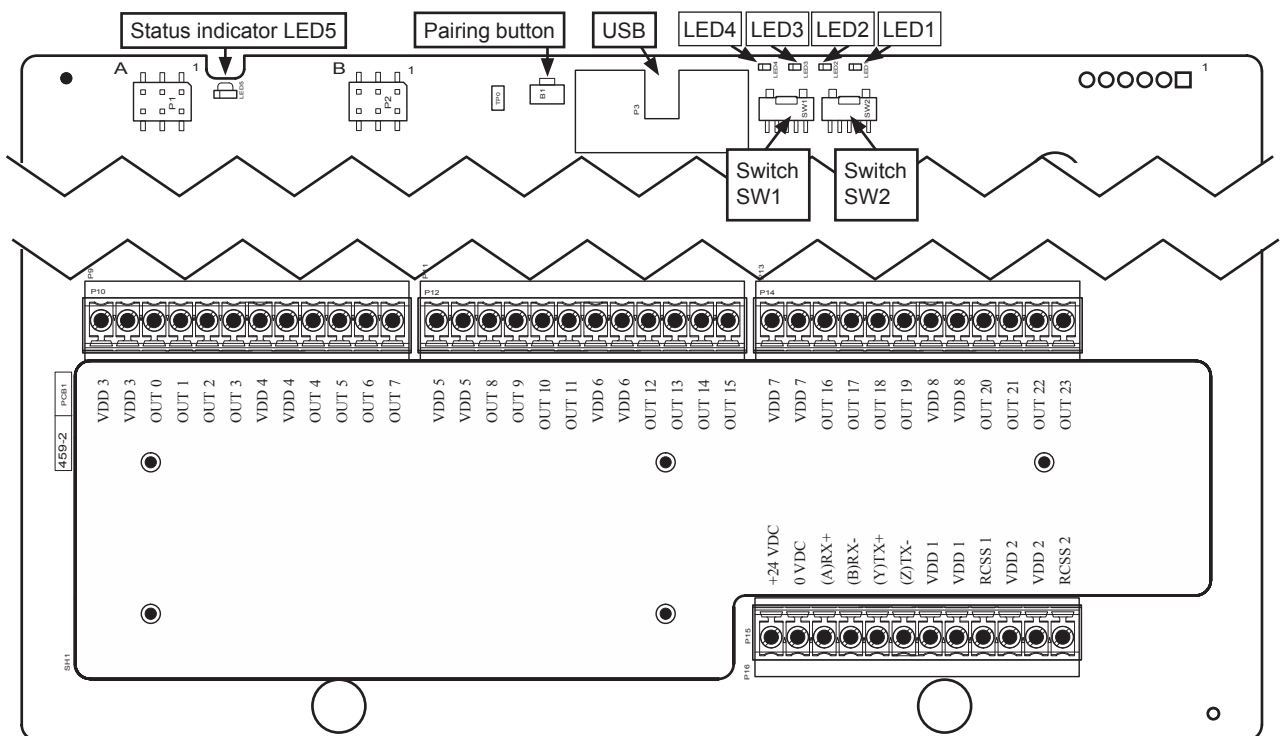 Status indicator LED5
Pairing button
USB
LED4
LED3
LED2
LED1
A
1
B
1
1
P1
LED5
P2
TP0
B1
P3
LED4
LED3
LED2
LED1
SW1
SW2
Switch
SW1
Switch
SW2
P9
P11
P13
P10
P12
P14
VDD 3
VDD 3
OUT 0
OUT 1
OUT 2
OUT 3
VDD 4
VDD 4
OUT 4
OUT 5
OUT 6
OUT 7
VDD 5
VDD 5
OUT 8
OUT 9
OUT 10
OUT 11
VDD 6
VDD 6
OUT 12
OUT 13
OUT 14
OUT 15
VDD 7
VDD 7
OUT 16
OUT 17
OUT 18
OUT 19
VDD 8
VDD 8
OUT 20
OUT 21
OUT 22
OUT 23
PCB1
459-2
+24 VDC
0 VDC
(A)RX+
(B)RX-
(Y)TX+
(Z)TX-
VDD 1
VDD 1
RCSS 1
VDD 2
VDD 2
RCSS 2
P15
P16
SH1